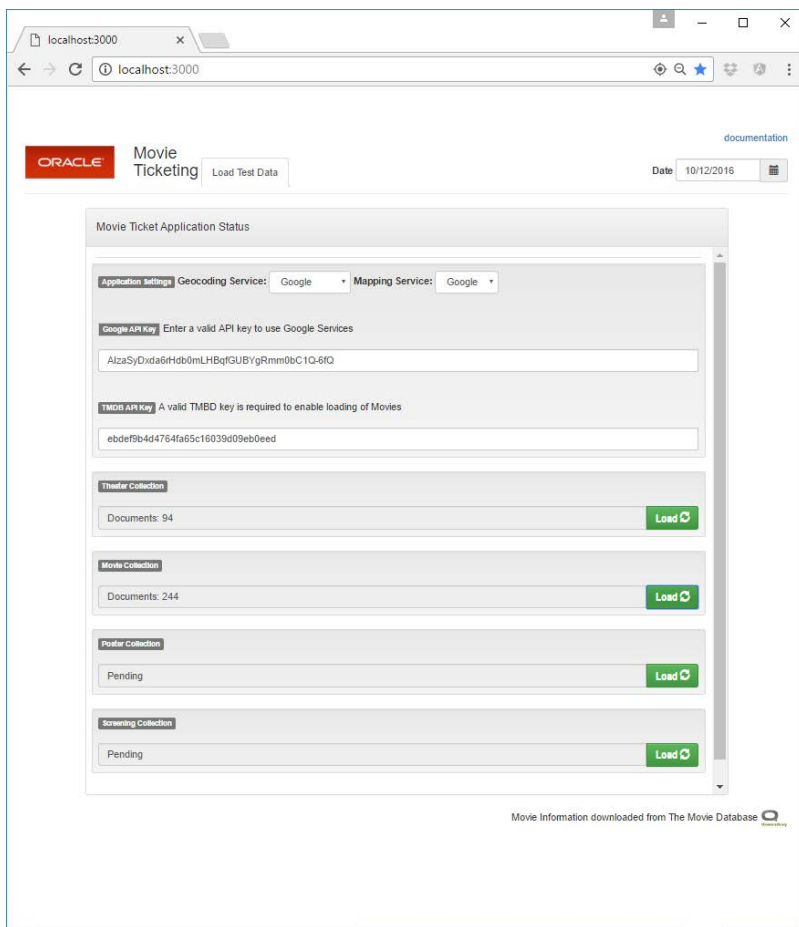 localhost:3000
localhost:3000
documentation
ORACLE
Movie
Ticketing
Load Test Data
Date 10/12/2016
Movie Ticket Application Status
Application Settings Geocoding Service: Google Mapping Service: Google
Google API Key Enter a valid API key to use Google Services
AIzaSyDxda6rHdb0mLHBqfGUBYgRmm0bC1Q-6fQ
TMDB API Key A valid TMBD key is required to enable loading of Movies
ebdef9b4d4764fa65c16039d09eb0eed
Theater Collection
Documents: 94 Load
Movie Collection
Documents: 244 Load
Poster Collection
Pending Load
Screening Collection
Pending Load
Movie Information downloaded from The Movie Database